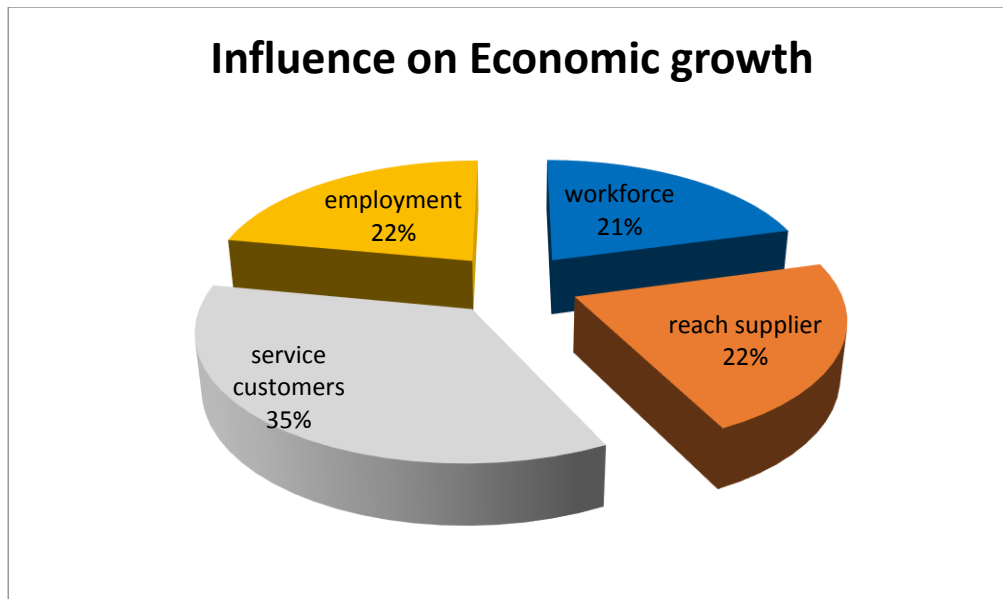 Influence on Economic growth
employment
22%
workforce
21%
reach supplier
22%
service
customers
35%